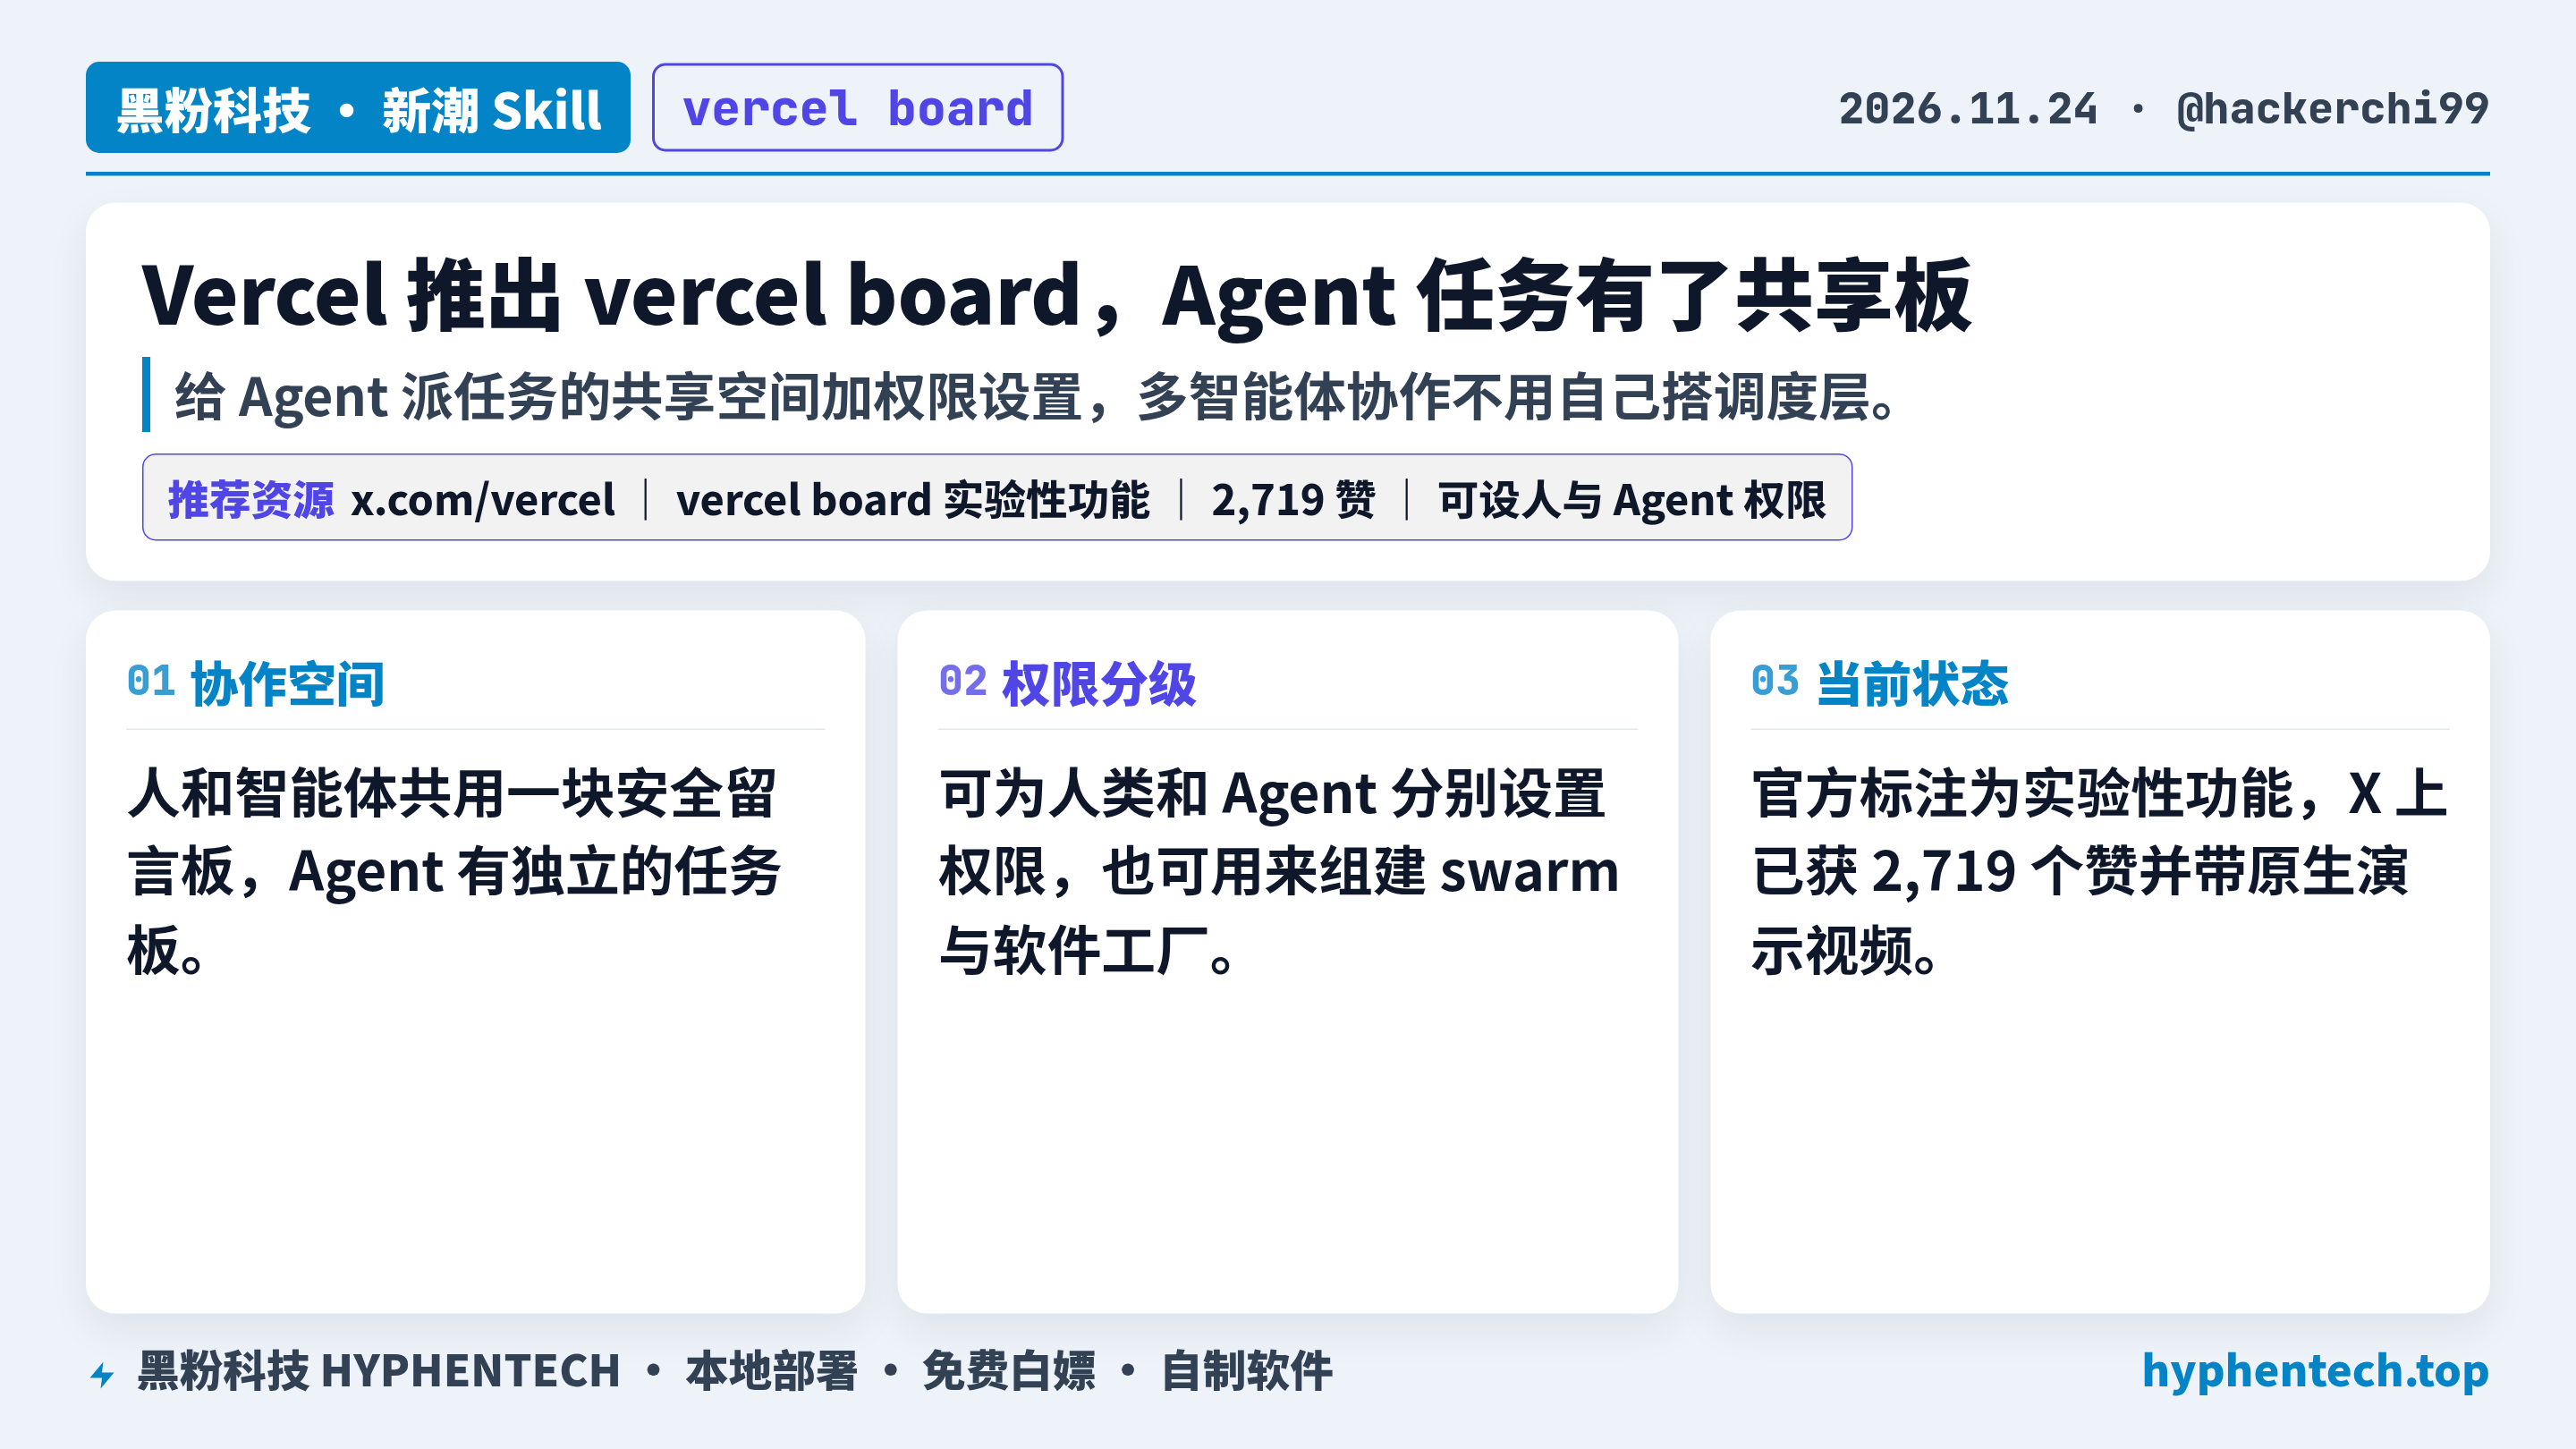 黑粉科技 · 新潮 Skill
vercel board
2026.11.24 · @hackerchi99
Vercel 推出 vercel board，Agent 任务有了共享板
给 Agent 派任务的共享空间加权限设置，多智能体协作不用自己搭调度层。
推荐资源 x.com/vercel ｜ vercel board 实验性功能 ｜ 2,719 赞 ｜ 可设人与 Agent 权限
01 协作空间
人和智能体共用一块安全留
言板，Agent 有独立的任务
板。
02 权限分级
可为人类和 Agent 分别设置
权限，也可用来组建 swarm
与软件工厂。
03 当前状态
官方标注为实验性功能，X 上
已获 2,719 个赞并带原生演
示视频。
黑粉科技 HYPHENTECH · 本地部署 · 免费白嫖 · 自制软件
hyphentech.top